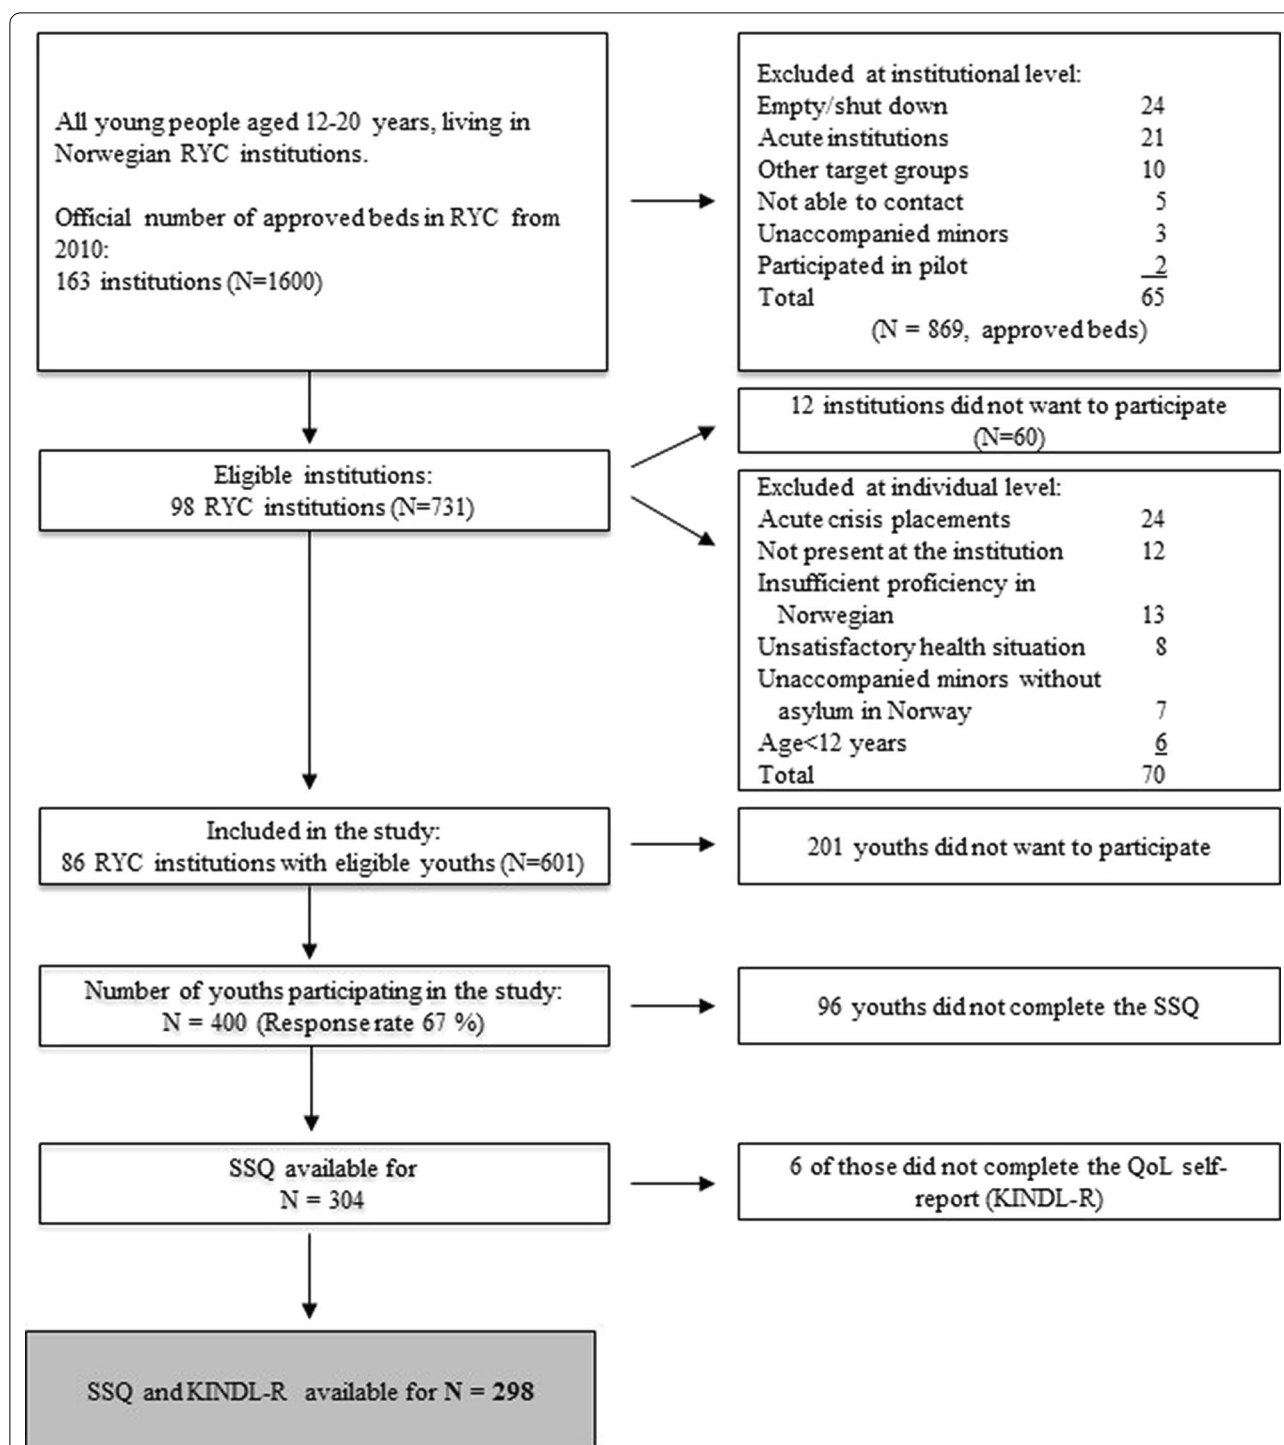 All young people aged 12-20 years, living in
Norwegian RYC institutions.
Official number of approved beds in RYC from
2010:
163 institutions (N=1600)
Excluded at institutional level:
Empty/shut down 24
Acute institutions 21
Other target groups 10
Not able to contact 5
Unaccompanied minors 3
Participated in pilot 2
Total 65
(N = 869, approved beds)
12 institutions did not want to participate
(N=60)
Eligible institutions:
98 RYC institutions (N=731)
Excluded at individual level:
Acute crisis placements 24
Not present at the institution 12
Insufficient proficiency in
Norwegian 13
Unsatisfactory health situation 8
Unaccompanied minors without
asylum in Norway 7
Age<12 years 6
Total 70
Included in the study:
86 RYC institutions with eligible youths (N=601)
201 youths did not want to participate
Number of youths participating in the study:
N = 400 (Response rate 67 %)
96 youths did not complete the SSQ
SSQ available for
N = 304
6 of those did not complete the QoL self-
report (KINDL-R)
SSQ and KINDL-R available for N = 298